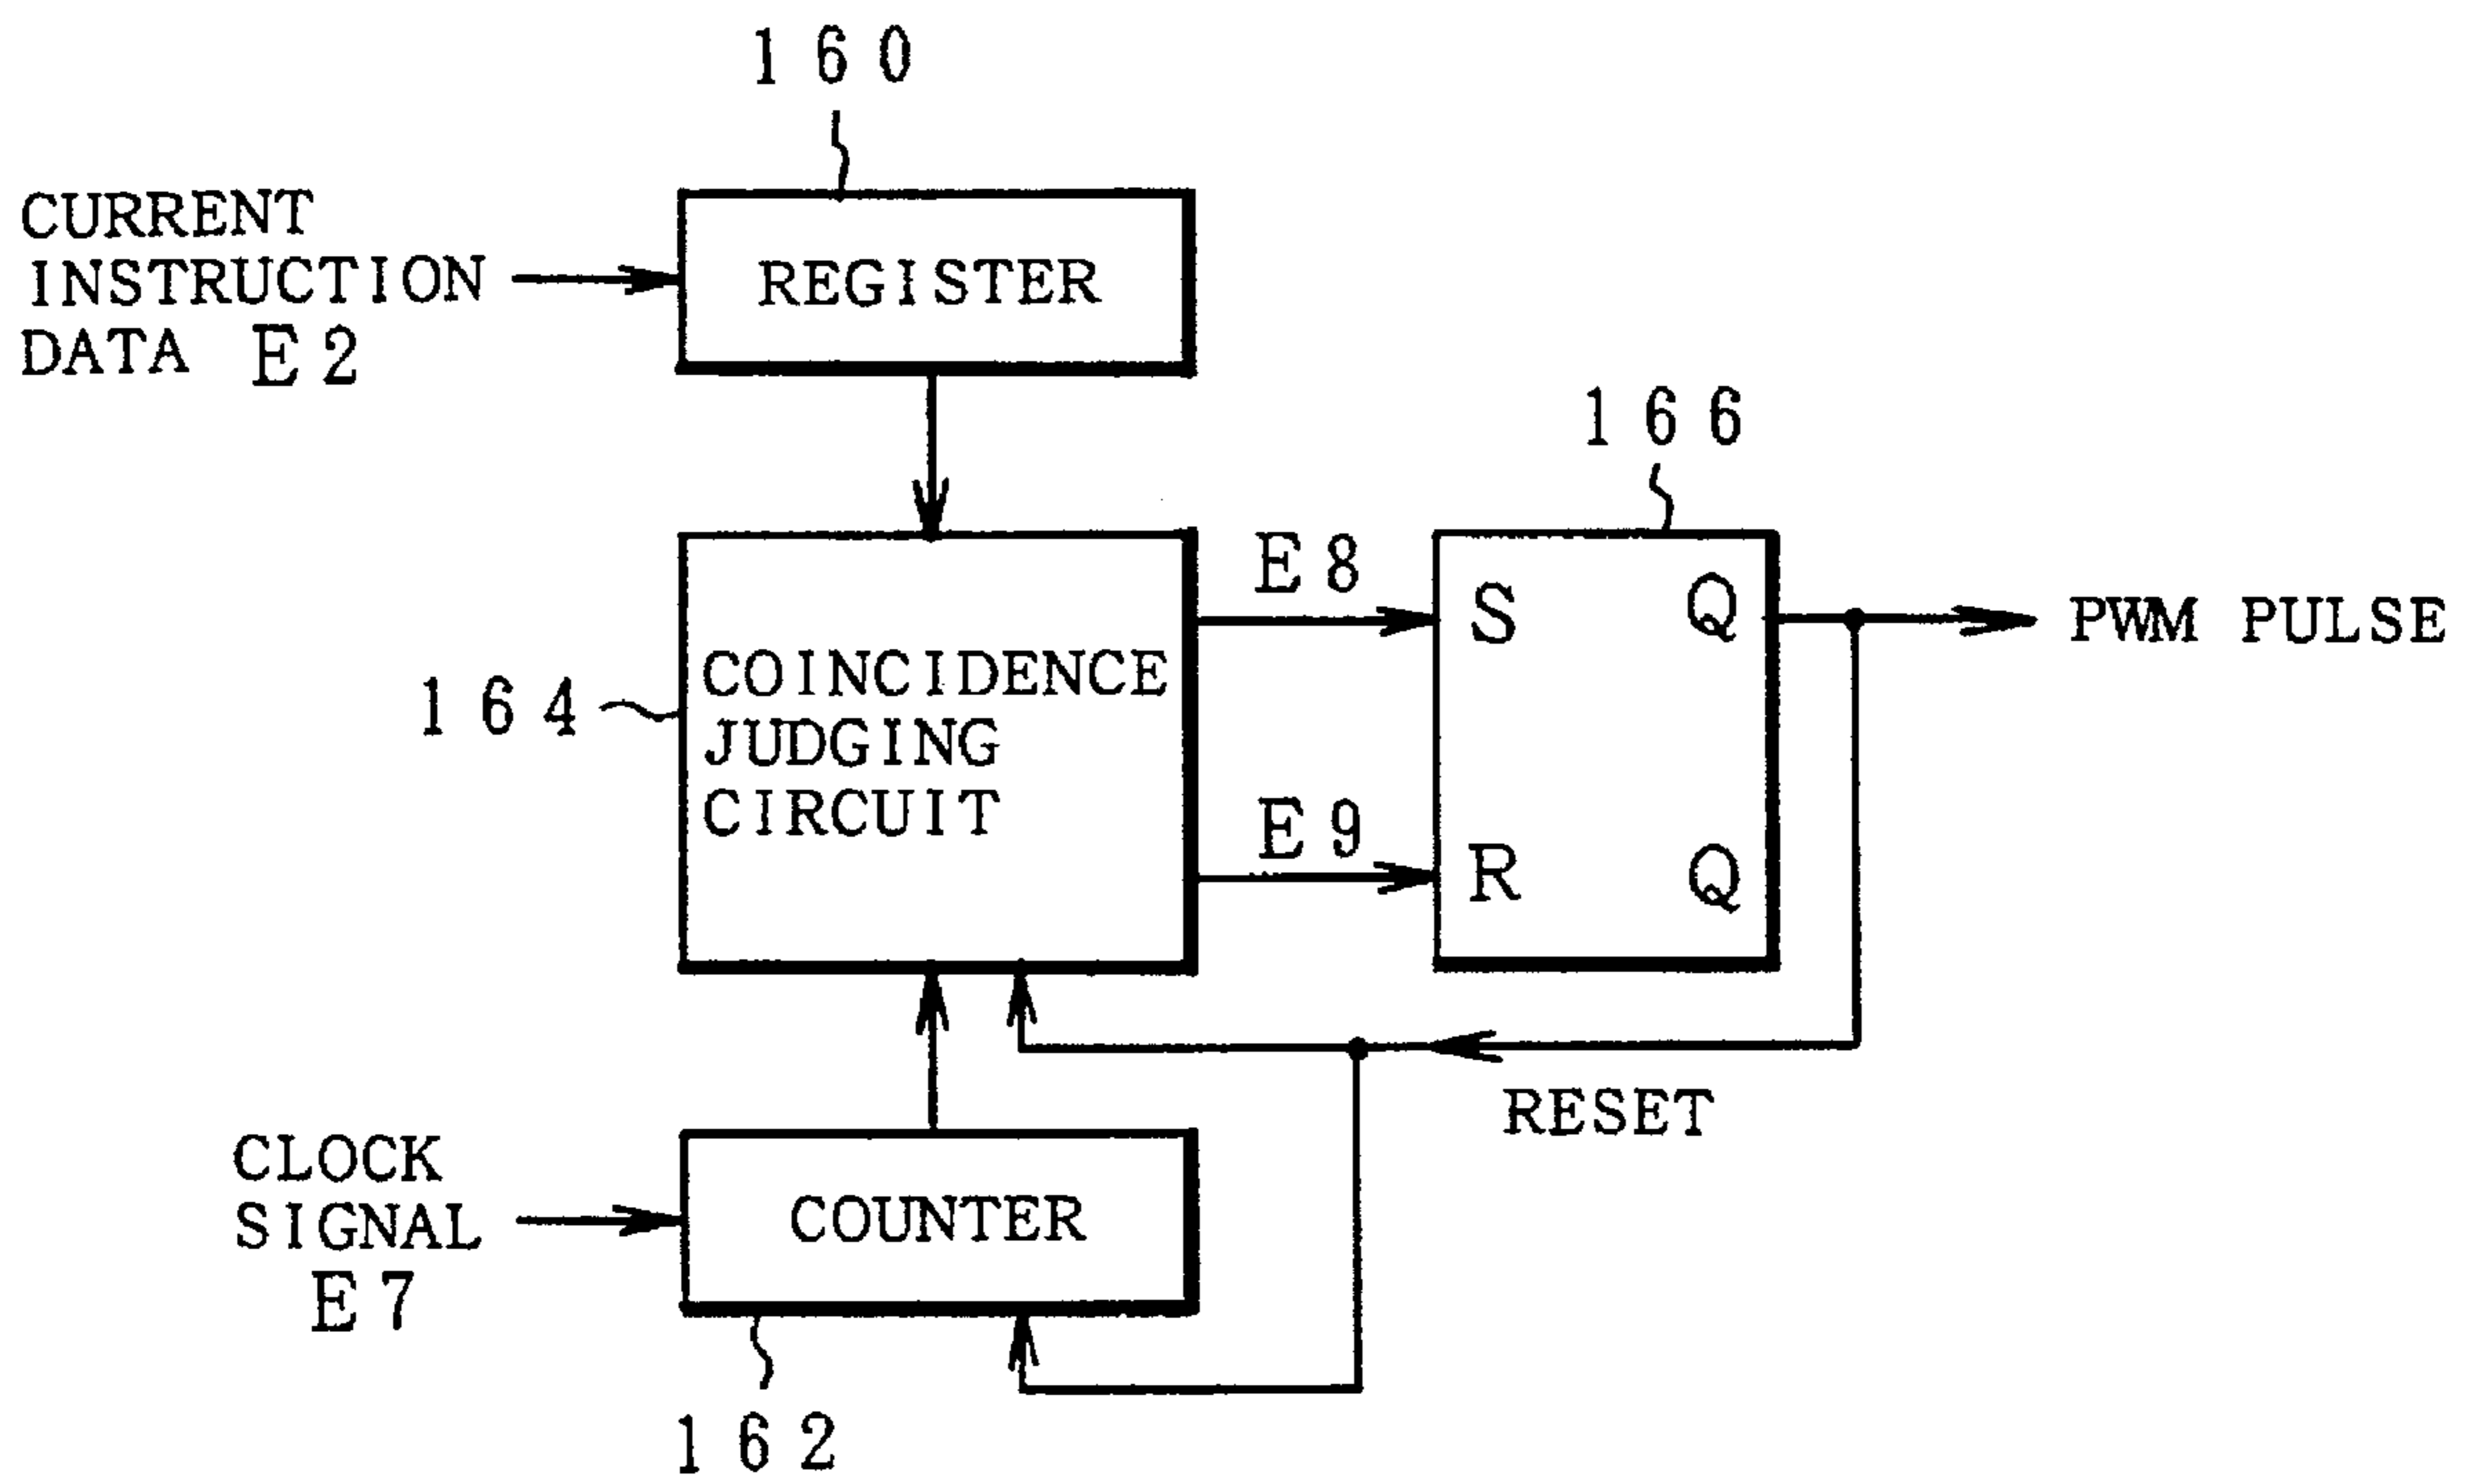 160
CURRENT
INSTRUCTION
DATA E2
REGISTER
166
E8
S
Q
PWM PULSE
164
COINCIDENCE
JUDGING
CIRCUIT
E9
R
Q
RESET
CLOCK
SIGNAL
E7
COUNTER
162